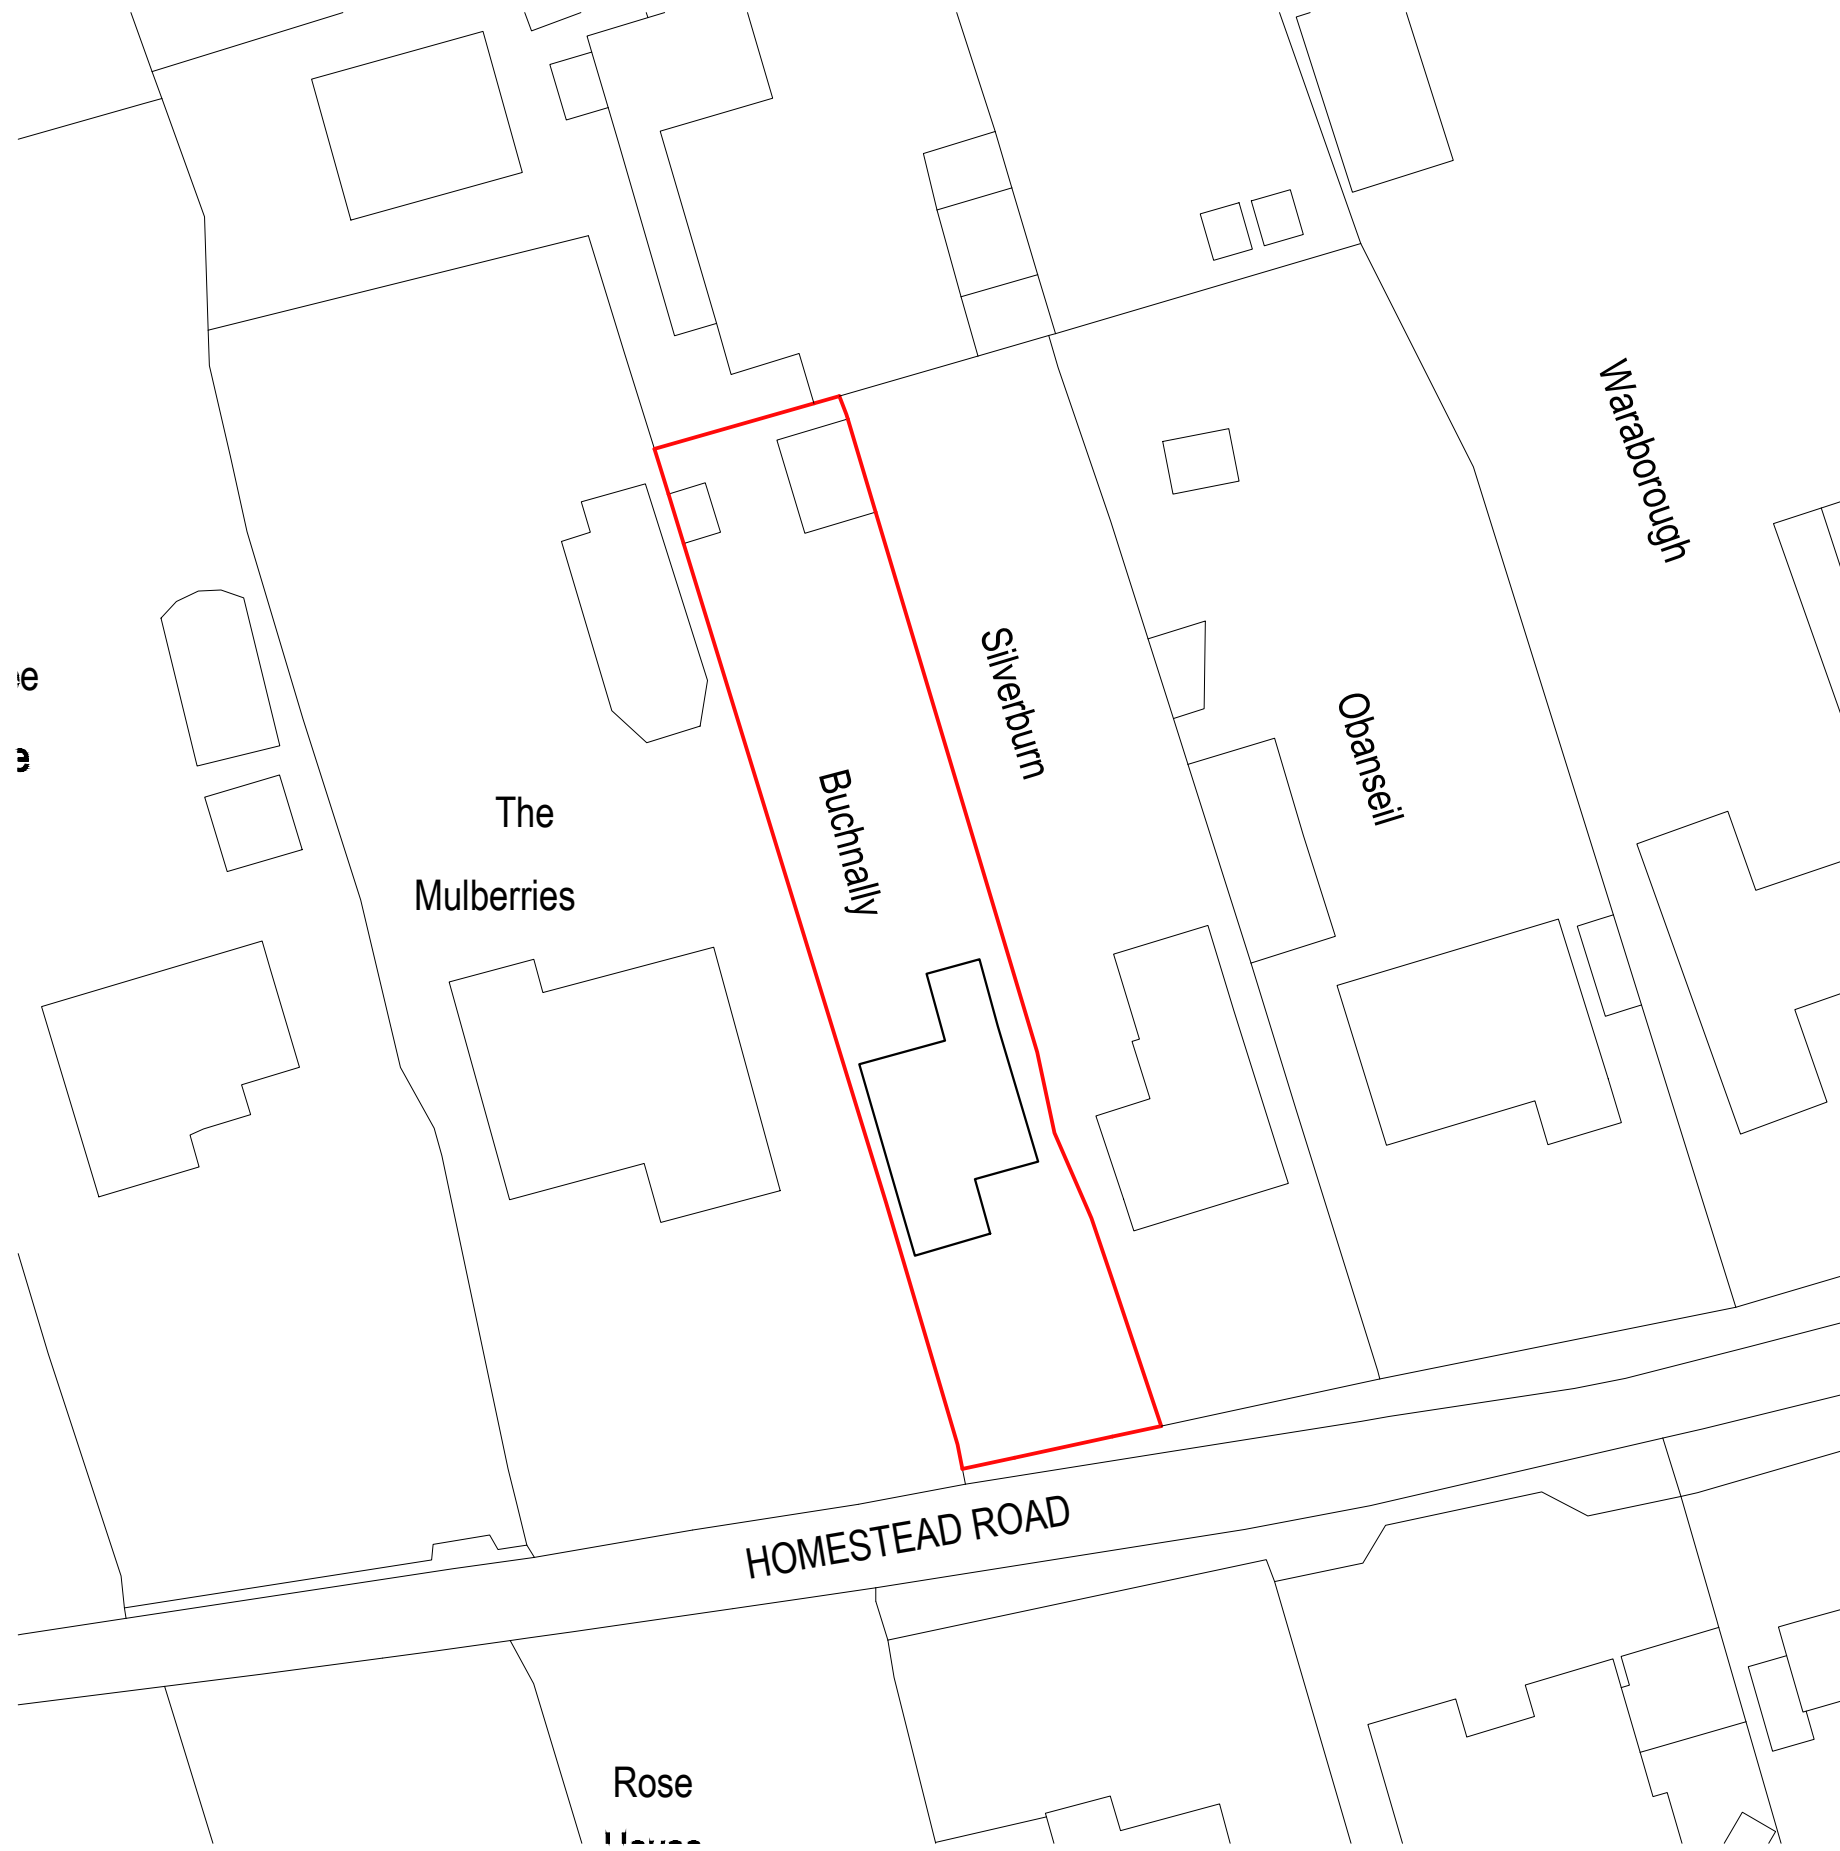 Waraborough
Silverburn
Obanseil
The
Mulberries
Buchnally
HOMESTEAD ROAD
Rose